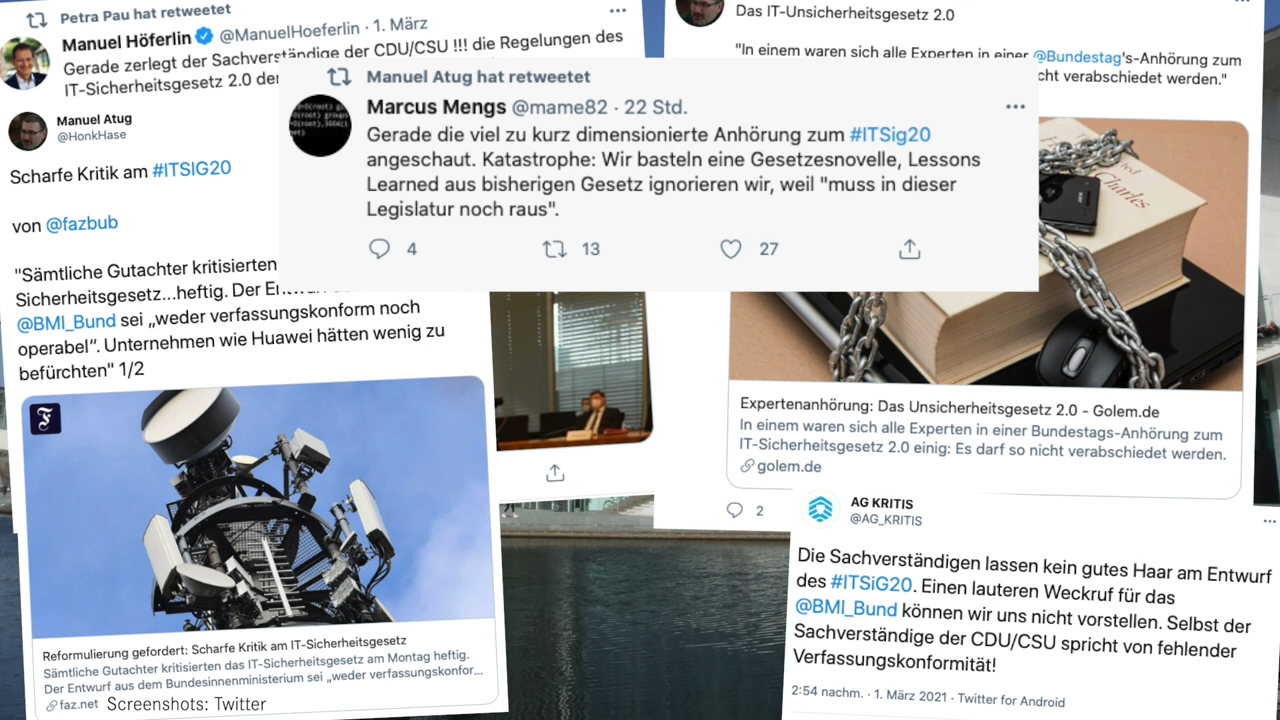 Petra Pau hat retweetet
Manuel Höferlin @ManuelHoeferlin · 1. März
Gerade zerlegt der Sachverständige der CDU/CSU !!! die Regelungen des
IT-Sicherheitsgesetz 2.0 der
Manuel Atug
@HonkHase
Scharfe Kritik am #ITSIG20
von @fazbub
"Sämtliche Gutachter kritisierten
Sicherheitsgesetz...heftig. Der
@BMI_Bund sei „weder verfassungskonform noch
operabel“. Unternehmen wie Huawei hätten wenig zu
befürchten" 1/2
Reformulierung gefordert: Scharfe Kritik am IT-Sicherheitsgesetz
Sämtliche Gutachter kritisierten das IT-Sicherheitsgesetz am Montag heftig.
Der Entwurf aus dem Bundesinnenministerium sei „weder verfassungskonfor...
faz.net
Screenshots: Twitter
Manuel Atug hat retweetet
Marcus Mengs @mame82 · 22 Std.
Gerade die viel zu kurz dimensionierte Anhörung zum #ITSig20
angeschaut. Katastrophe: Wir basteln eine Gesetzesnovelle, Lessons
Learned aus bisherigen Gesetz ignorieren wir, weil "muss in dieser
Legislatur noch raus".
4 13 27
Das IT-Unsicherheitsgesetz 2.0
"In einem waren sich alle Experten in einer @Bundestag's-Anhörung zum
cht verabschiedet werden."
Charles
Expertenanhörung: Das Unsicherheitsgesetz 2.0 - Golem.de
In einem waren sich alle Experten in einer Bundestags-Anhörung zum
IT-Sicherheitsgesetz 2.0 einig: Es darf so nicht verabschiedet werden.
golem.de
2
AG KRITIS
@AG_KRITIS
Die Sachverständigen lassen kein gutes Haar am Entwurf
des #ITSiG20. Einen lauteren Weckruf für das
@BMI_Bund können wir uns nicht vorstellen. Selbst der
Sachverständige der CDU/CSU spricht von fehlender
Verfassungskonformität!
2:54 nachm. · 1. März 2021 · Twitter for Android